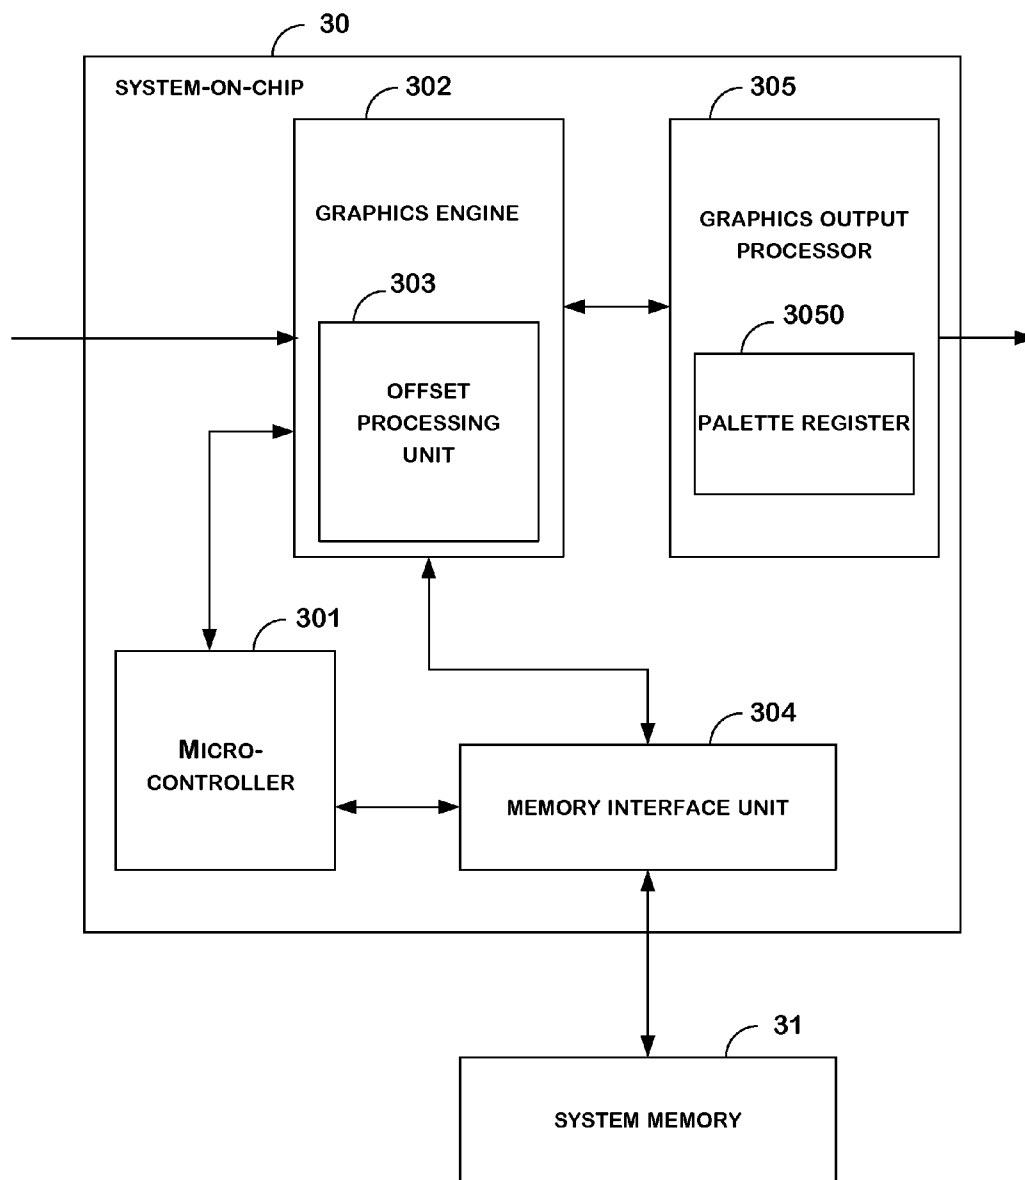 30
SYSTEM-ON-CHIP
302
305
GRAPHICS ENGINE
GRAPHICS OUTPUT
PROCESSOR
303
3050
OFFSET
PROCESSING
UNIT
PALETTE REGISTER
301
MICRO-
CONTROLLER
304
MEMORY INTERFACE UNIT
31
SYSTEM MEMORY